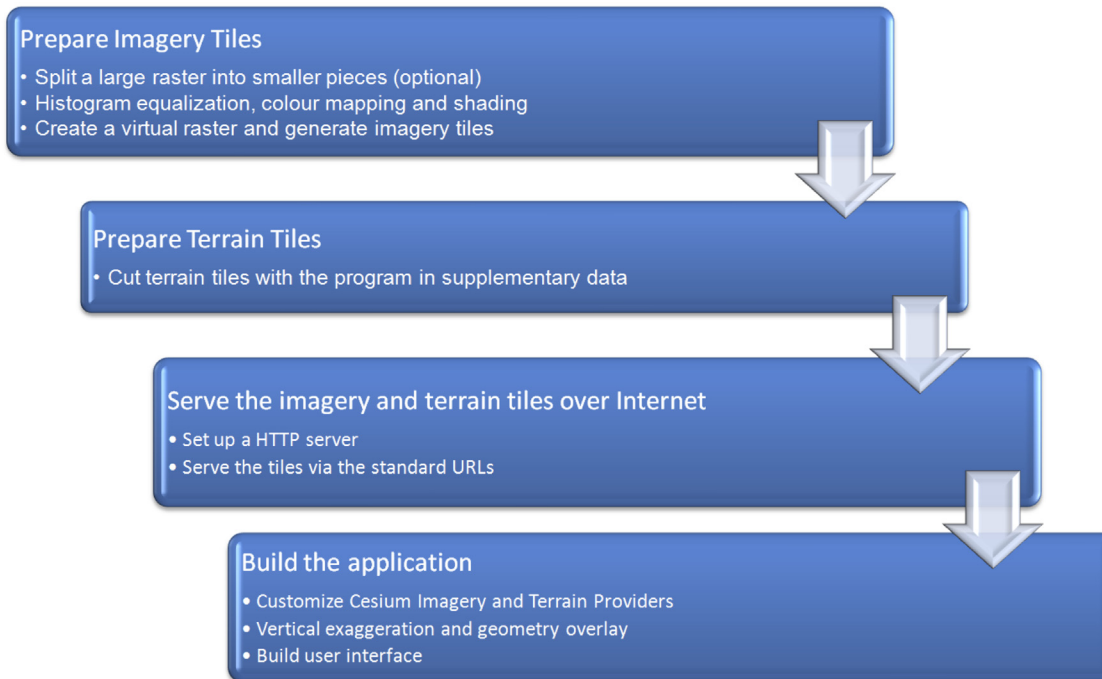 Prepare Imagery Tiles
• Split a large raster into smaller pieces (optional)
• Histogram equalization, colour mapping and shading
• Create a virtual raster and generate imagery tiles
Prepare Terrain Tiles
• Cut terrain tiles with the program in supplementary data
Serve the imagery and terrain tiles over Internet
• Set up a HTTP server
• Serve the tiles via the standard URLs
Build the application
• Customize Cesium Imagery and Terrain Providers
• Vertical exaggeration and geometry overlay
• Build user interface